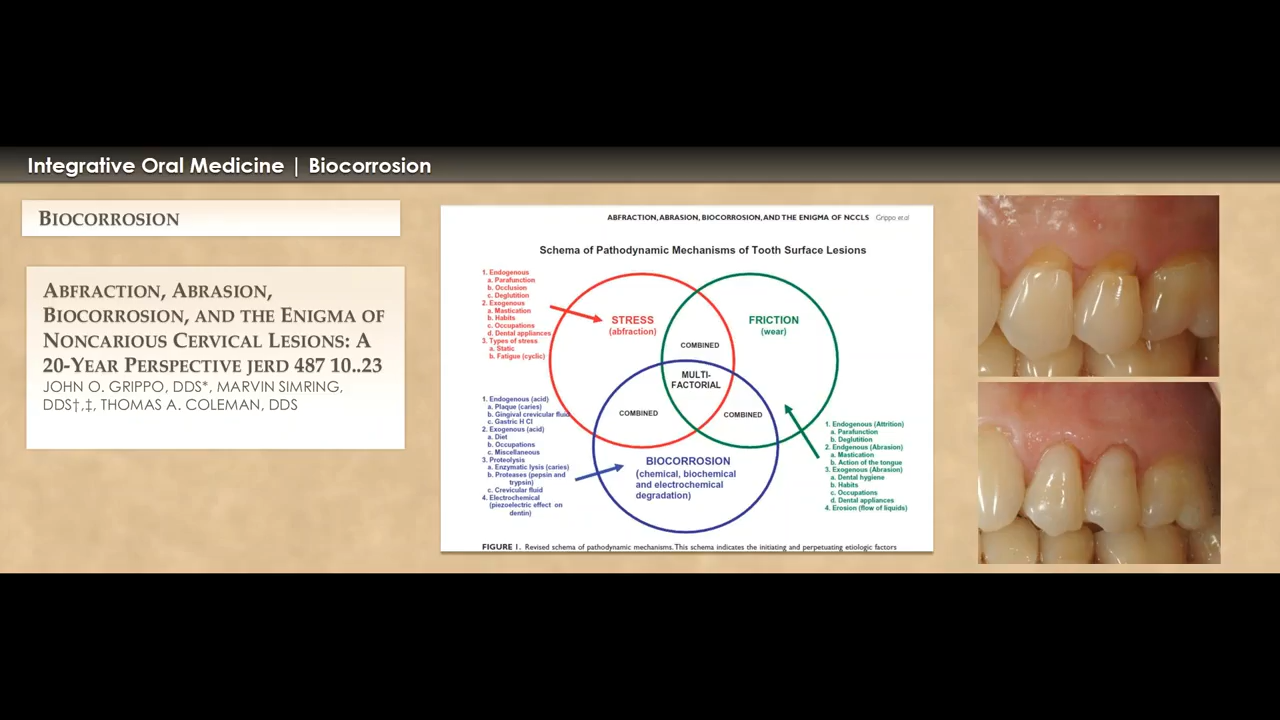 Integrative Oral Medicine | Biocorrosion
BIOCORROSION
ABFRACTION, ABRASION,
BIOCORROSION, AND THE ENIGMA OF
NONCARIOUS CERVICAL LESIONS: A
20-YEAR PERSPECTIVE JERD 487 10..23
JOHN O. GRIPPO, DDS*, MARVIN SIMRING,
DDS†,‡, THOMAS A. COLEMAN, DDS
ABFRACTION, ABRASION, BIOCORROSION, AND THE ENIGMA OF NCCLS Grippo et al
Schema of Pathodynamic Mechanisms of Tooth Surface Lesions
1. Endogenous
a. Parafunction
b. Occlusion
c. Deglutition
2. Exogenous
a. Mastication
b. Habits
c. Occupations
d. Dental appliances
3. Types of stress
a. Static
b. Fatigue (cyclic)
STRESS
(abfraction)
FRICTION
(wear)
COMBINED
MULTI-
FACTORIAL
COMBINED
COMBINED
1. Endogenous (acid)
a. Plaque (caries)
b. Gingival crevicular fluid
c. Gastric H Cl
2. Exogenous (acid)
a. Diet
b. Occupations
c. Miscellaneous
3. Proteolysis
a. Enzymatic lysis (caries)
b. Proteases (pepsin and
trypsin)
c. Crevicular fluid
4. Electrochemical
(piezoelectric effect on
dentin)
BIOCORROSION
(chemical, biochemical
and electrochemical
degradation)
1. Endogenous (Attrition)
a. Parafunction
b. Deglutition
2. Endgenous (Abrasion)
a. Mastication
b. Action of the tongue
3. Exogenous (Abrasion)
a. Dental hygiene
b. Habits
c. Occupations
d. Dental appliances
4. Erosion (flow of liquids)
FIGURE 1. Revised schema of pathodynamic mechanisms. This schema indicates the initiating and perpetuating etiologic factors